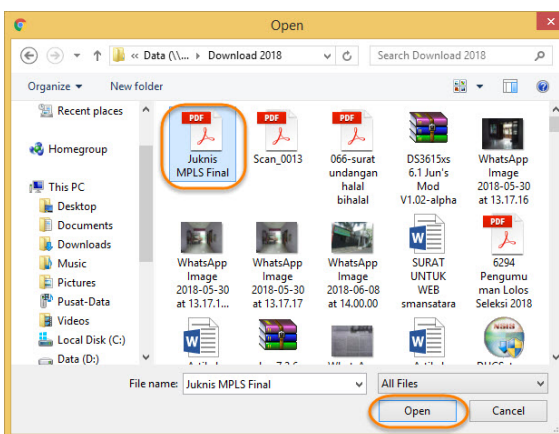 Open
« Data (\\... ▸ Download 2018
Search Download 2018
Organize
New folder
Recent places
Homegroup
This PC
Desktop
Documents
Downloads
Music
Pictures
Pusat-Data
Videos
Local Disk (C:)
Data (D:)
PDF
Juknis
MPLS Final
PDF
Scan_0013
PDF
066-surat
undangan
halal
bihalal
DS3615xs
6.1 Jun's
Mod
V1.02-alpha
WhatsApp
Image
2018-05-30
at 13.17.16
WhatsApp
Image
2018-05-30
at 13.17.1...
WhatsApp
Image
2018-05-30
at 13.17.17
WhatsApp
Image
2018-06-08
at 14.00.00
SURAT
UNTUK
WEB
smansatara
PDF
6294
Pengumu
man Lolos
Seleksi 2018
File name:
Juknis MPLS Final
All Files
Open
Cancel